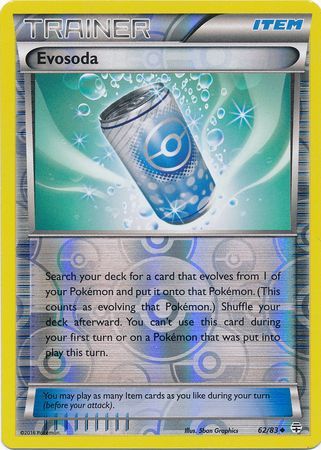 TRAINER
ITEM
Evosoda
Search your deck for a card that evolves from 1 of
your Pokémon and put it onto that Pokémon. (This
counts as evolving that Pokémon.) Shuffle your
deck afterward. You can't use this card during
your first turn or on a Pokémon that was put into
play this turn.
You may play as many Item cards as you like during your turn
(before your attack).
©2016 Pokémon
Illus. 5ban Graphics
62/83